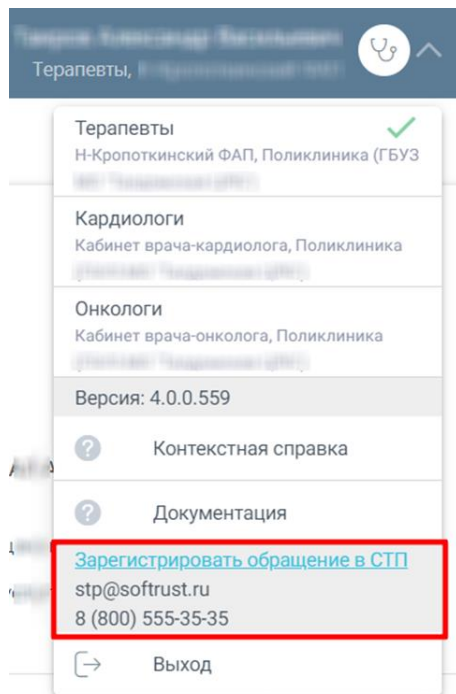 Терапевты,
Терапевты
Н-Кропоткинский ФАП, Поликлиника (ГБУЗ
Кардиологи
Кабинет врача-кардиолога, Поликлиника
Онкологи
Кабинет врача-онколога, Поликлиника
Версия: 4.0.0.559
Контекстная справка
Документация
Зарегистрировать обращение в СТП
stp@softrust.ru
8 (800) 555-35-35
Выход